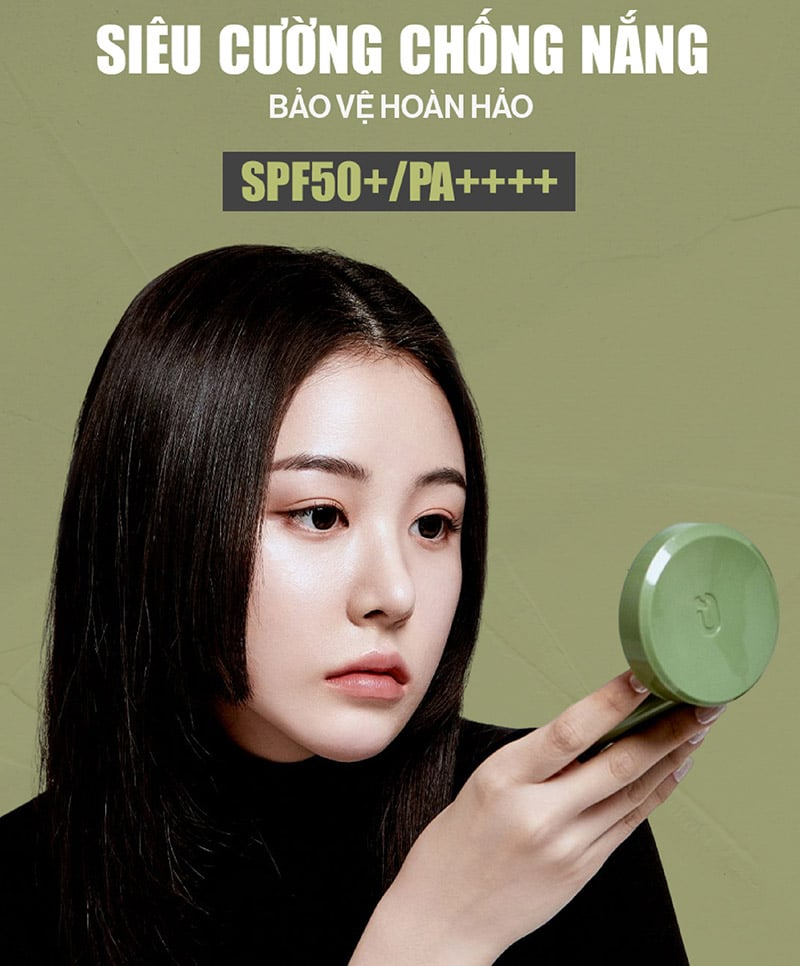 SIÊU CƯỜNG CHỐNG NẮNG
BẢO VỆ HOÀN HẢO
SPF50+/PA++++